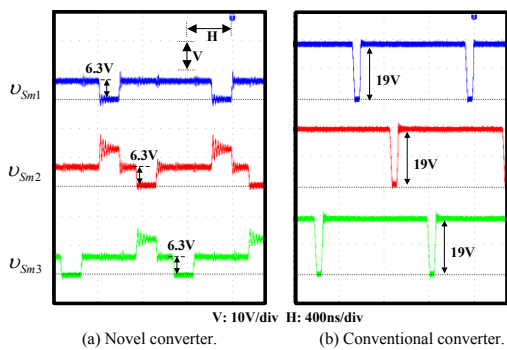 H
V
6.3V
19V
υSm1
6.3V
19V
υSm2
6.3V
19V
υSm3
V: 10V/div H: 400ns/div
(a) Novel converter. (b) Conventional converter.